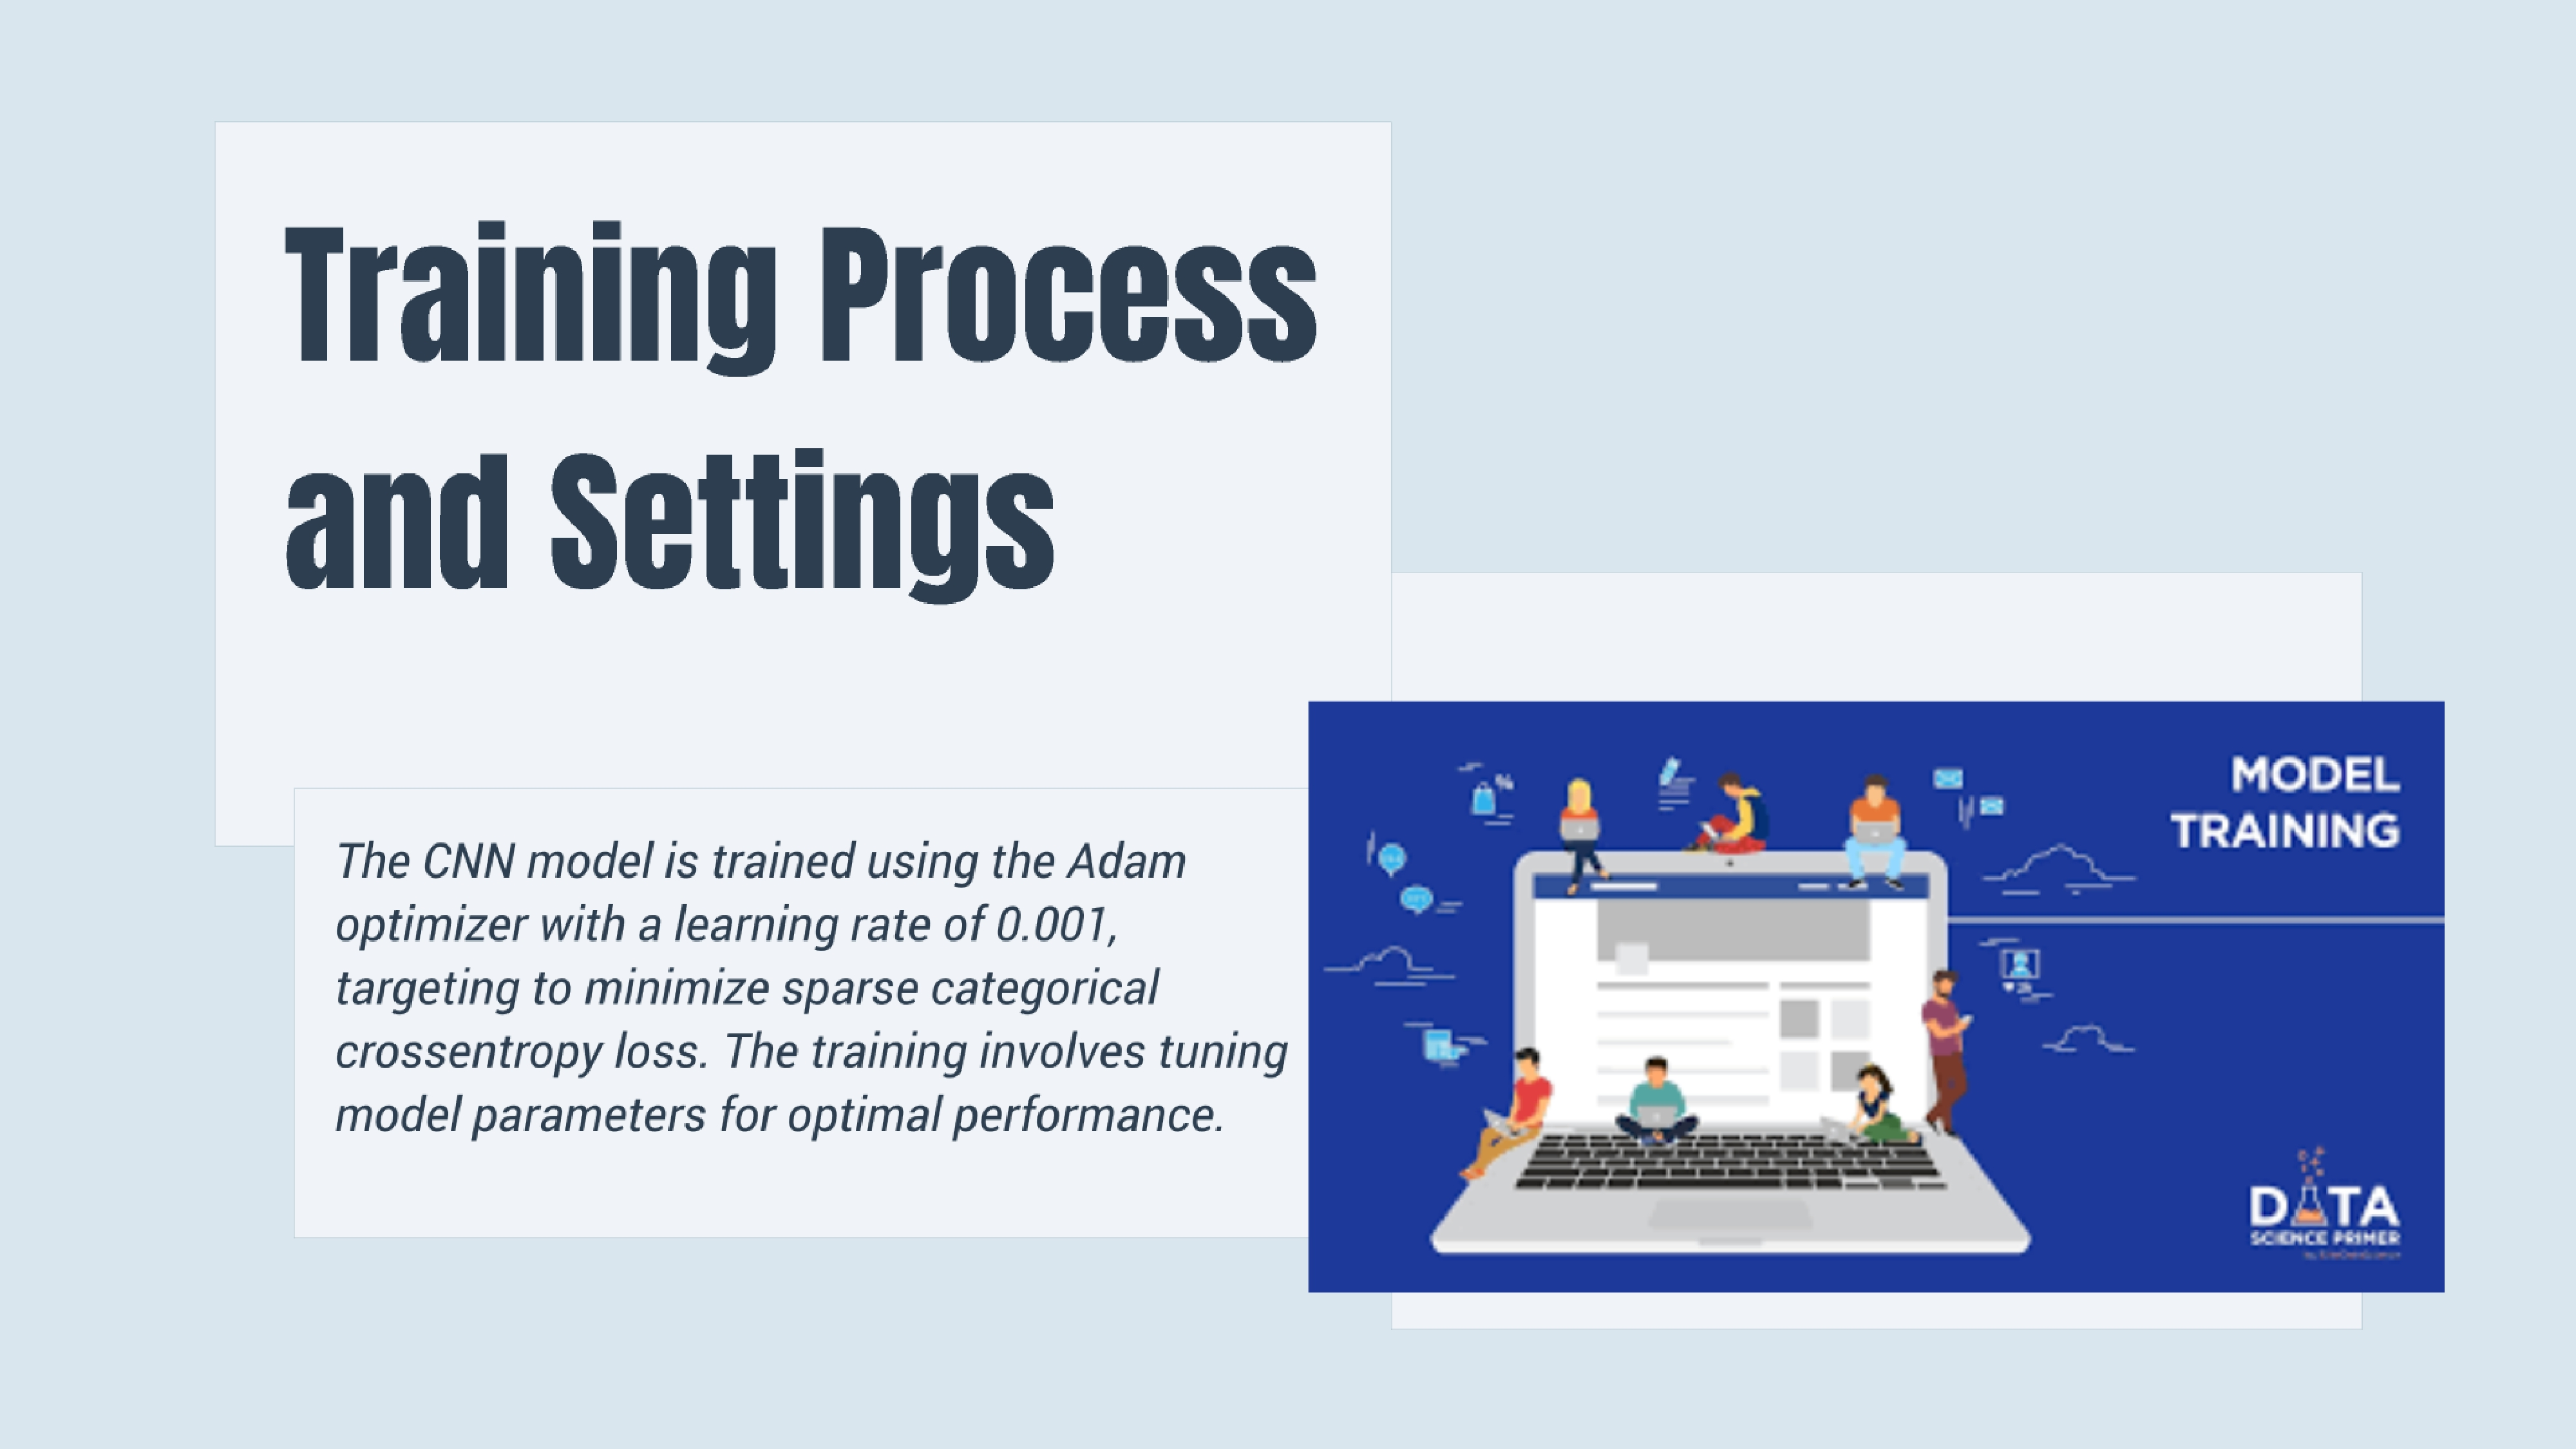 Training Process
and Settings
The CNN model is trained using the Adam
optimizer with a learning rate of 0.001,
targeting to minimize sparse categorical
crossentropy loss. The training involves tuning
model parameters for optimal performance.
MODEL
TRAINING
%
DATA
SCIENCE PRIMER